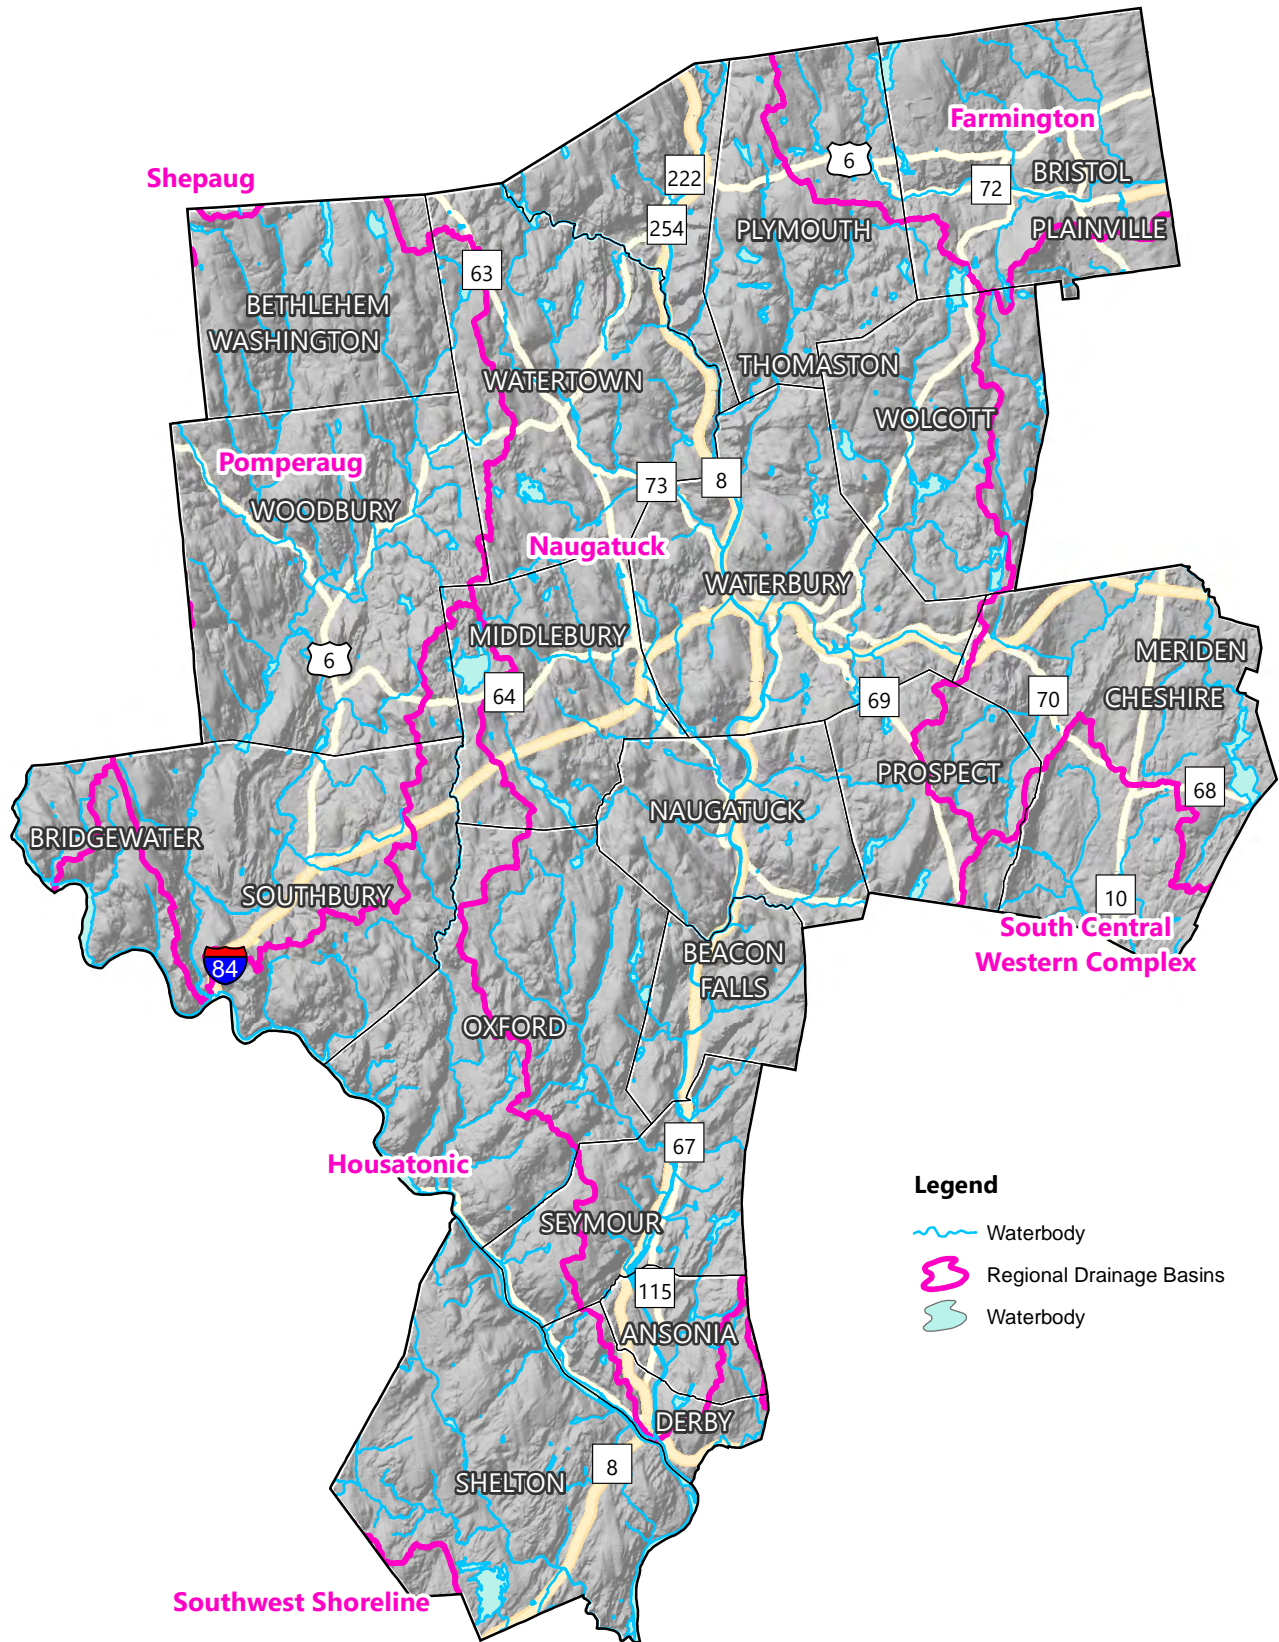 Farmington
6
BRISTOL
222
72
Shepaug
254
PLYMOUTH
PLAINVILLE
63
BETHLEHEM
WASHINGTON
THOMASTON
WATERTOWN
WOLCOTT
Pomperaug
73
8
WOODBURY
Naugatuck
WATERBURY
MIDDLEBURY
MERIDEN
6
64
69
70
CHESHIRE
PROSPECT
68
NAUGATUCK
BRIDGEWATER
SOUTHBURY
10
South Central
Western Complex
BEACON
FALLS
84
OXFORD
67
Housatonic
SEYMOUR
115
ANSONIA
DERBY
8
SHELTON
Southwest Shoreline
Legend
Waterbody
Regional Drainage Basins
Waterbody